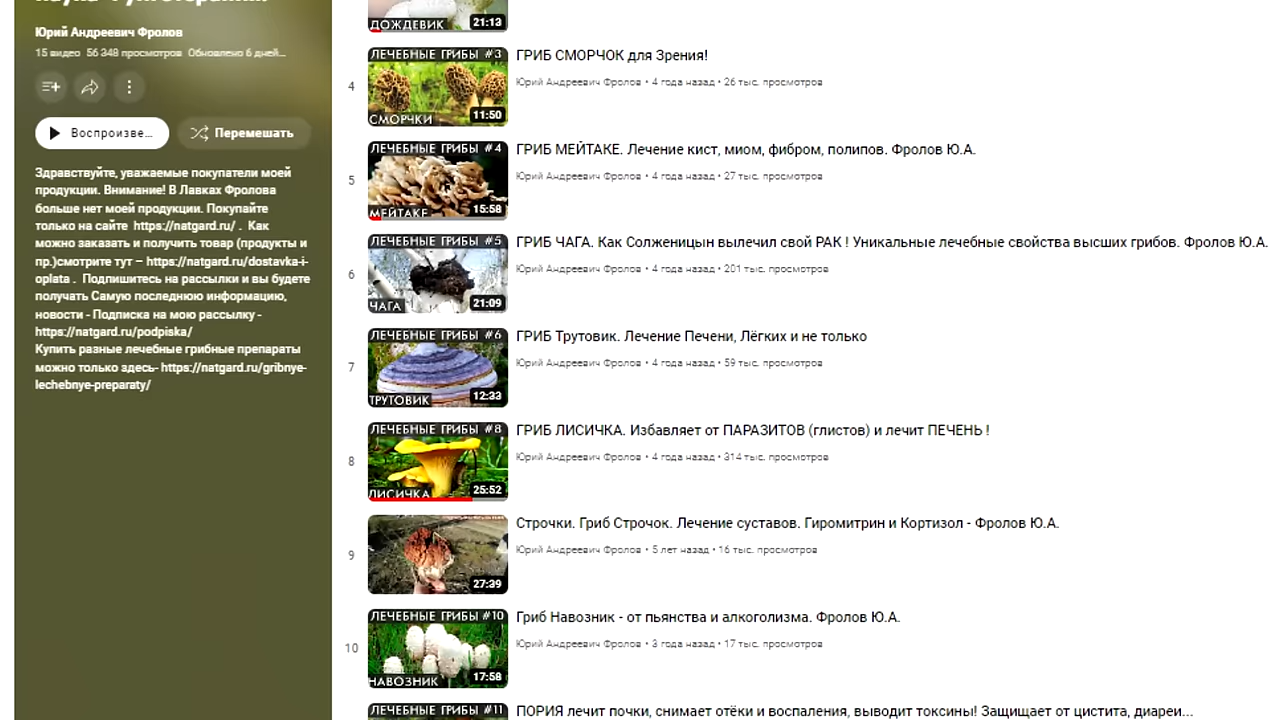 Юрий Андреевич Фролов
15 видео 56 348 просмотров Обновлено 6 дней...
Воспроизве...
Перемешать
Здравствуйте, уважаемые покупатели моей
продукции. Внимание! В Лавках Фролова
больше нет моей продукции. Покупайте
только на сайте https://natgard.ru/ . Как
можно заказать и получить товар (продукты и
пр.)смотрите тут – https://natgard.ru/dostavka-i-
oplata . Подпишитесь на рассылки и вы будете
получать Самую последнюю информацию,
новости - Подписка на мою рассылку -
https://natgard.ru/podpiska/
Купить разные лечебные грибные препараты
можно только здесь- https://natgard.ru/gribnye-
lechebnye-preparaty/
ДОЖДЕВИК
21:13
4
ЛЕЧЕБНЫЕ ГРИБЫ #3
СМОРЧКИ
11:50
ГРИБ СМОРЧОК для Зрения!
Юрий Андреевич Фролов • 4 года назад • 26 тыс. просмотров
5
ЛЕЧЕБНЫЕ ГРИБЫ #4
МЕЙТАКЕ
15:58
ГРИБ МЕЙТАКЕ. Лечение кист, миом, фибром, полипов. Фролов Ю.А.
Юрий Андреевич Фролов • 4 года назад • 27 тыс. просмотров
6
ЛЕЧЕБНЫЕ ГРИБЫ #5
ЧАГА
21:09
ГРИБ ЧАГА. Как Солженицын вылечил свой РАК ! Уникальные лечебные свойства высших грибов. Фролов Ю.А.
Юрий Андреевич Фролов • 4 года назад • 201 тыс. просмотров
7
ЛЕЧЕБНЫЕ ГРИБЫ #6
ТРУТОВИК
12:33
ГРИБ Трутовик. Лечение Печени, Лёгких и не только
Юрий Андреевич Фролов • 4 года назад • 59 тыс. просмотров
8
ЛЕЧЕБНЫЕ ГРИБЫ #8
ЛИСИЧКА
25:52
ГРИБ ЛИСИЧКА. Избавляет от ПАРАЗИТОВ (глистов) и лечит ПЕЧЕНЬ !
Юрий Андреевич Фролов • 4 года назад • 314 тыс. просмотров
9
27:39
Строчки. Гриб Строчок. Лечение суставов. Гиромитрин и Кортизол - Фролов Ю.А.
Юрий Андреевич Фролов • 5 лет назад • 16 тыс. просмотров
10
ЛЕЧЕБНЫЕ ГРИБЫ #10
НАВОЗНИК
17:58
Гриб Навозник - от пьянства и алкоголизма. Фролов Ю.А.
Юрий Андреевич Фролов • 3 года назад • 17 тыс. просмотров
ЛЕЧЕБНЫЕ ГРИБЫ #11
ПОРИЯ лечит почки, снимает отёки и воспаления, выводит токсины! Защищает от цистита, диареи...